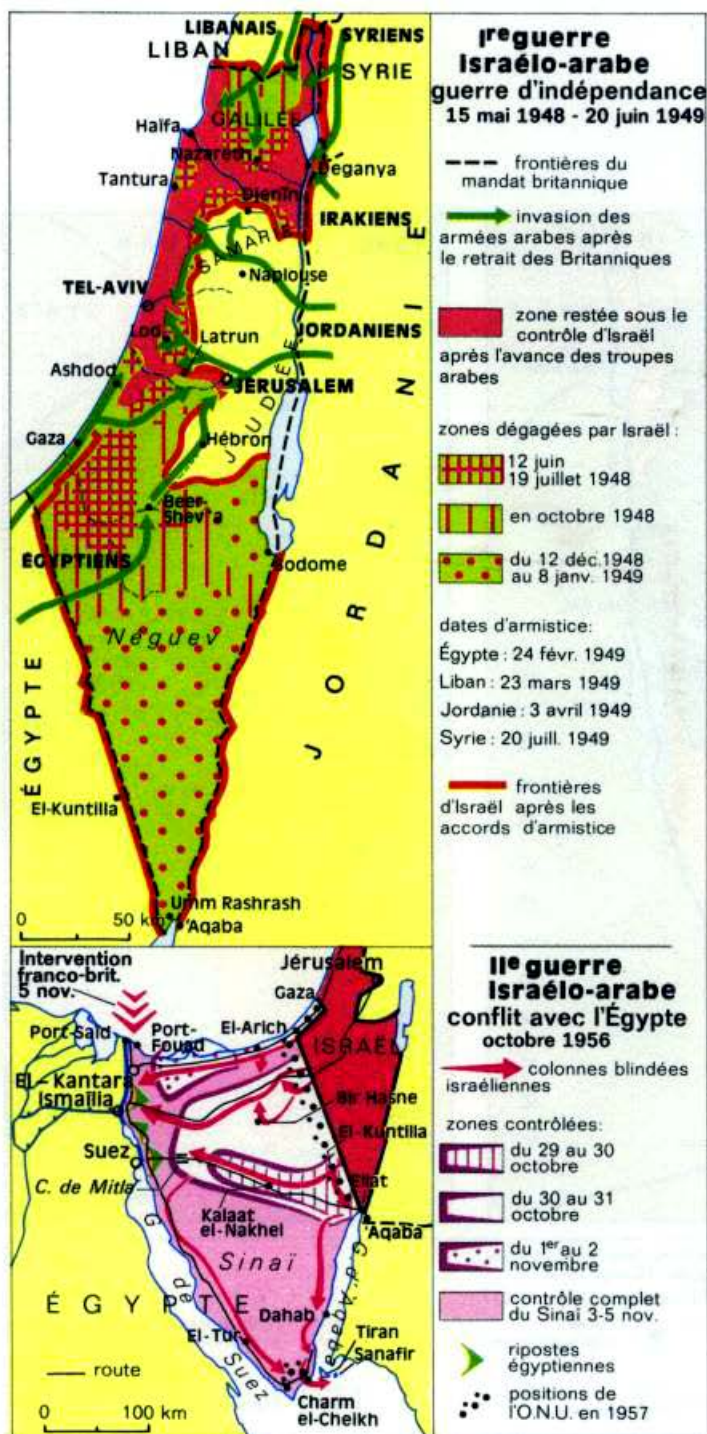 LIBANAIS
LIBAN
SYRIENS
SYRIE
GALILÉE
Haïfa
Nazareth
Deganya
Tantura
Djenin
IRAKIENS
SAMARIE
Naplouse
TEL-AVIV
JORDANIENS
Lod
Latrun
Ashdod
JÉRUSALEM
JUDÉE
Gaza
Hébron
Beer-
Shev'a
ÉGYPTIENS
Sodome
Néguev
JORDANIE
ÉGYPTE
El-Kuntilla
Umm Rashrash
'Aqaba
0 50 km
Ire guerre
Israélo-arabe
guerre d'indépendance
15 mai 1948 - 20 juin 1949
frontières du
mandat britannique
invasion des
armées arabes après
le retrait des Britanniques
zone restée sous le
contrôle d'Israël
après l'avance des troupes
arabes
zones dégagées par Israël :
12 juin
19 juillet 1948
en octobre 1948
du 12 déc.1948
au 8 janv. 1949
dates d'armistice:
Égypte : 24 févr. 1949
Liban : 23 mars 1949
Jordanie : 3 avril 1949
Syrie : 20 juill. 1949
frontières
d'Israël après les
accords d'armistice
Intervention
franco-brit.
5 nov.
Jérusalem
Gaza
Port-Saïd
Port-
Fouad
El-Arich
ISRAËL
El-Kantara
Ismaïlia
Bir Hasne
El-Kuntilla
Suez
C. de Mitla
Eilat
Kalaat
el-Nakhel
'Aqaba
Sinaï
G. d'Aqaba
G. de Suez
ÉGYPTE
Dahab
El-Tur
Tiran
Sanafir
route
Charm
el-Cheikh
0 100 km
IIe guerre
Israélo-arabe
conflit avec l'Égypte
octobre 1956
colonnes blindées
israéliennes
zones contrôlées:
du 29 au 30
octobre
du 30 au 31
octobre
du 1er au 2
novembre
contrôle complet
du Sinaï 3-5 nov.
ripostes
égyptiennes
positions de
l'O.N.U. en 1957